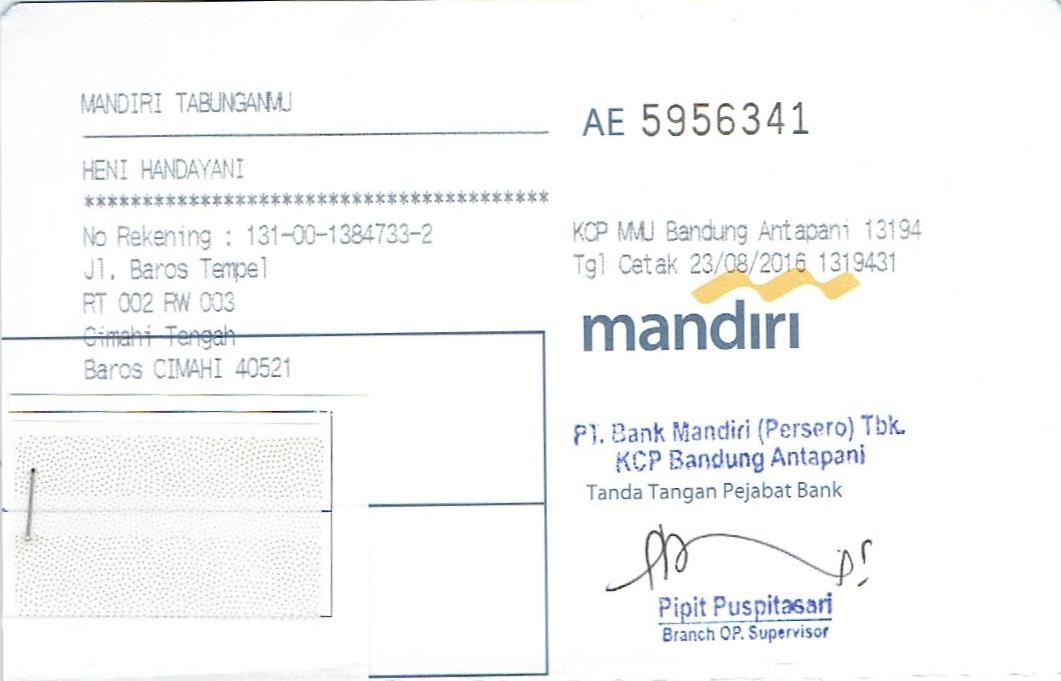 MANDIRI TABUNGANMU
HENI HANDAYANI
****************************************
No Rekening : 131-00-1384733-2
Jl. Baros Tempel
RT 002 RW 003
Cimahi Tengah
Baros CIMAHI 40521
AE 5956341
KCP MMU Bandung Antapani 13194
Tgl Cetak 23/08/2016 1319431
mandiri
PT. Bank Mandiri (Persero) Tbk.
KCP Bandung Antapani
Tanda Tangan Pejabat Bank
Pipit Puspitasari
Branch OP. Supervisor